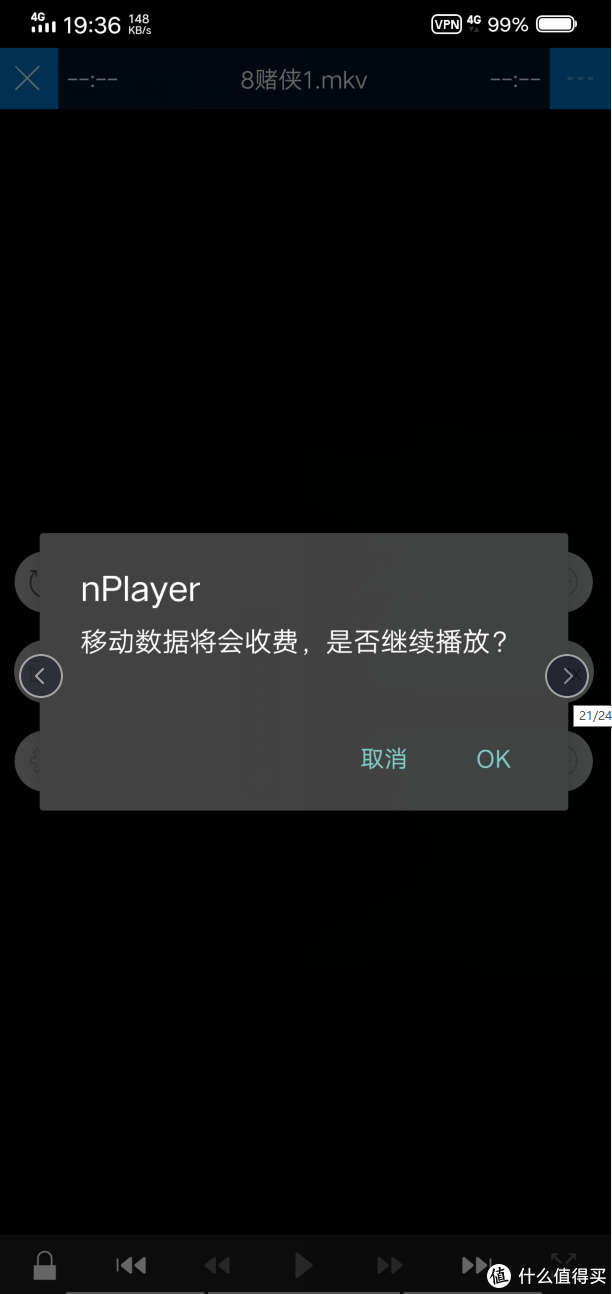 4G 19:36 148 KB/s VPN 4G 99%
--:-- 8赌侠1.mkv --:-- ...
nPlayer
移动数据将会收费，是否继续播放？
21/24
取消 OK
值 什么值得买